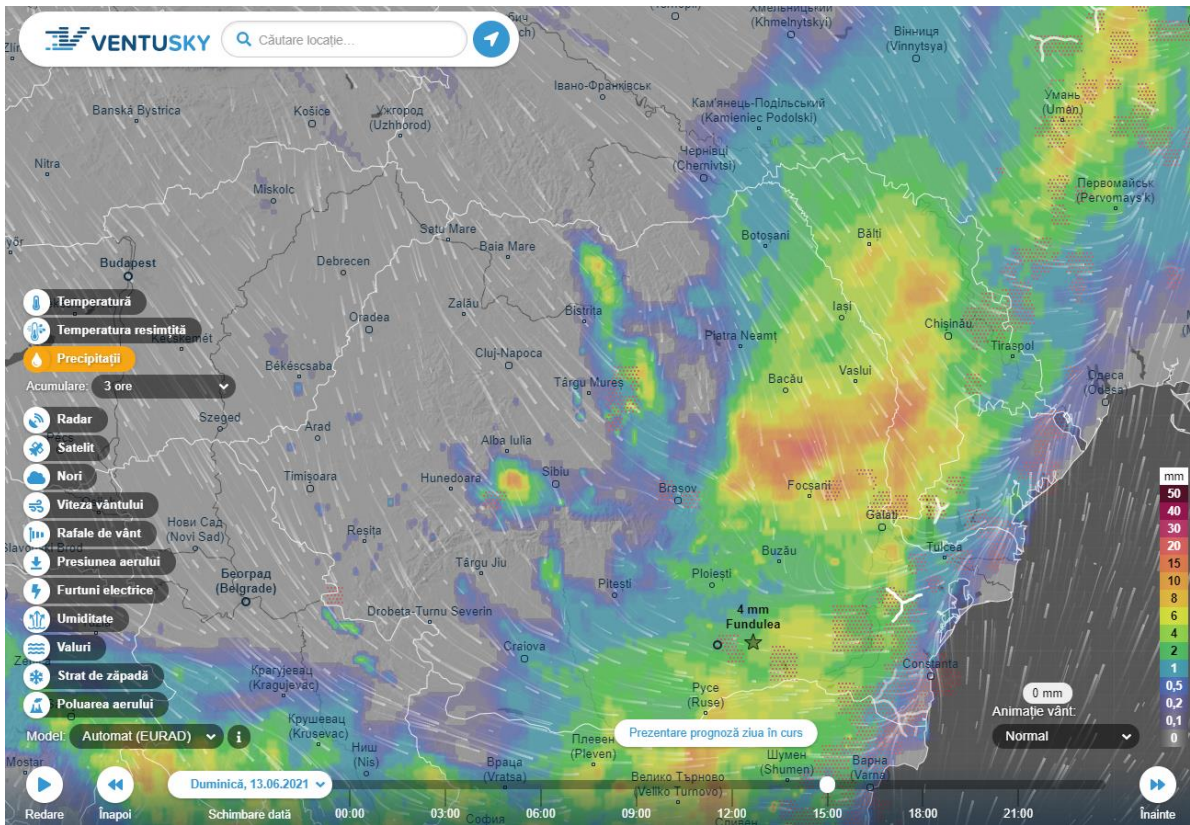 VENTUSKY
Căutare locație...
Хмельницький
(Khmelnytskyi)
Вінниця
(Vinnytsya)
Івано-Франківськ
Banská Bystrica
Košice
Ужгород
(Uzhhorod)
Кам'янець-Подільський
(Kamieniec Podolski)
Умань
(Uman)
Чернівці
(Chernivtsi)
Nitra
Miskolc
Первомайськ
(Pervomays'k)
Satu Mare
Baia Mare
Botoșani
Bălți
Budapest
Debrecen
Temperatură
Zalău
Bistrița
Iași
Oradea
Temperatura resimțită
Kecskemét
Piatra Neamț
Chișinău
Tiraspol
Precipitații
Cluj-Napoca
Békéscsaba
Târgu Mureș
Bacău
Vaslui
Одеса
(Odesa)
Acumulare:
3 ore
Radar
Szeged
Arad
Satelit
Alba Iulia
Nori
Timișoara
Hunedoara
Sibiu
Brașov
Focșani
mm
50
40
30
20
15
10
8
6
4
2
1
0,5
0,2
0,1
0
Viteza vântului
Galați
Rafale de vânt
Нови Сад
(Novi Sad)
Reșița
Tulcea
Slavonski Brod
Presiunea aerului
Târgu Jiu
Buzău
Furtuni electrice
Београд
(Belgrade)
Pitești
Ploiești
Umiditate
Drobeta-Turnu Severin
4 mm
Fundulea
Valuri
Craiova
Constanța
Strat de zăpadă
Крагујевац
(Kragujevac)
Русе
(Ruse)
0 mm
Poluarea aerului
Animație vânt:
Model:
Automat (EURAD)
Крушевац
(Krusevac)
Prezentare prognoză ziua în curs
Normal
Mostar
Ниш
(Nis)
Враца
(Vratsa)
Плевен
(Pleven)
Шумен
(Shumen)
Варна
(Varna)
Велико Търново
(Veliko Turnovo)
Duminică, 13.06.2021
Redare
Înapoi
Schimbare dată
00:00
03:00
06:00
09:00
12:00
15:00
18:00
21:00
Înainte
София
Сливен